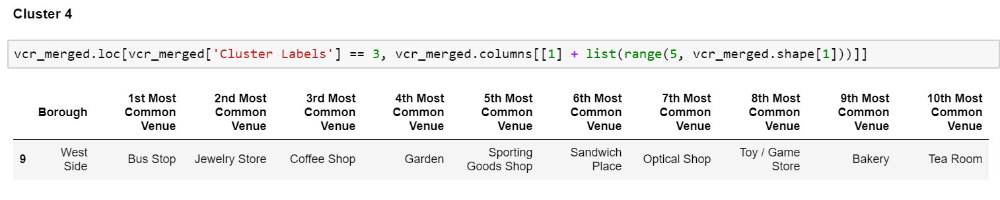 Cluster 4
vcr_merged.loc[vcr_merged['Cluster Labels'] == 3, vcr_merged.columns[[1] + list(range(5, vcr_merged.shape[1]))]]
Borough 1st Most Common Venue 2nd Most Common Venue 3rd Most Common Venue 4th Most Common Venue 5th Most Common Venue 6th Most Common Venue 7th Most Common Venue 8th Most Common Venue 9th Most Common Venue 10th Most Common Venue
9 West Side Bus Stop Jewelry Store Coffee Shop Garden Sporting Goods Shop Sandwich Place Optical Shop Toy / Game Store Bakery Tea Room